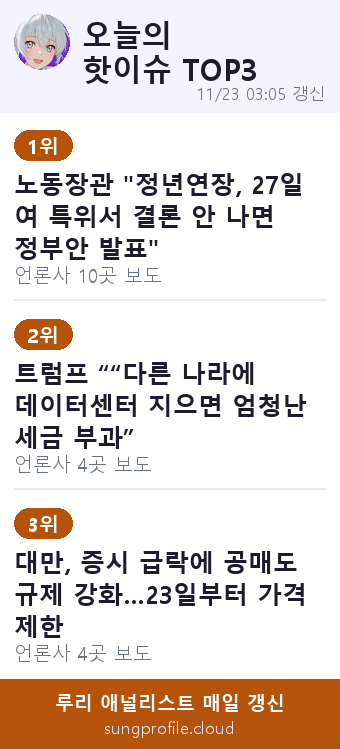 오늘의
핫이슈 TOP3
11/23 03:05 갱신
1위
노동장관 "정년연장, 27일
여 특위서 결론 안 나면
정부안 발표"
언론사 10곳 보도
2위
트럼프 ““다른 나라에
데이터센터 지으면 엄청난
세금 부과”
언론사 4곳 보도
3위
대만, 증시 급락에 공매도
규제 강화...23일부터 가격
제한
언론사 4곳 보도
루리 애널리스트 매일 갱신
sungprofile.cloud